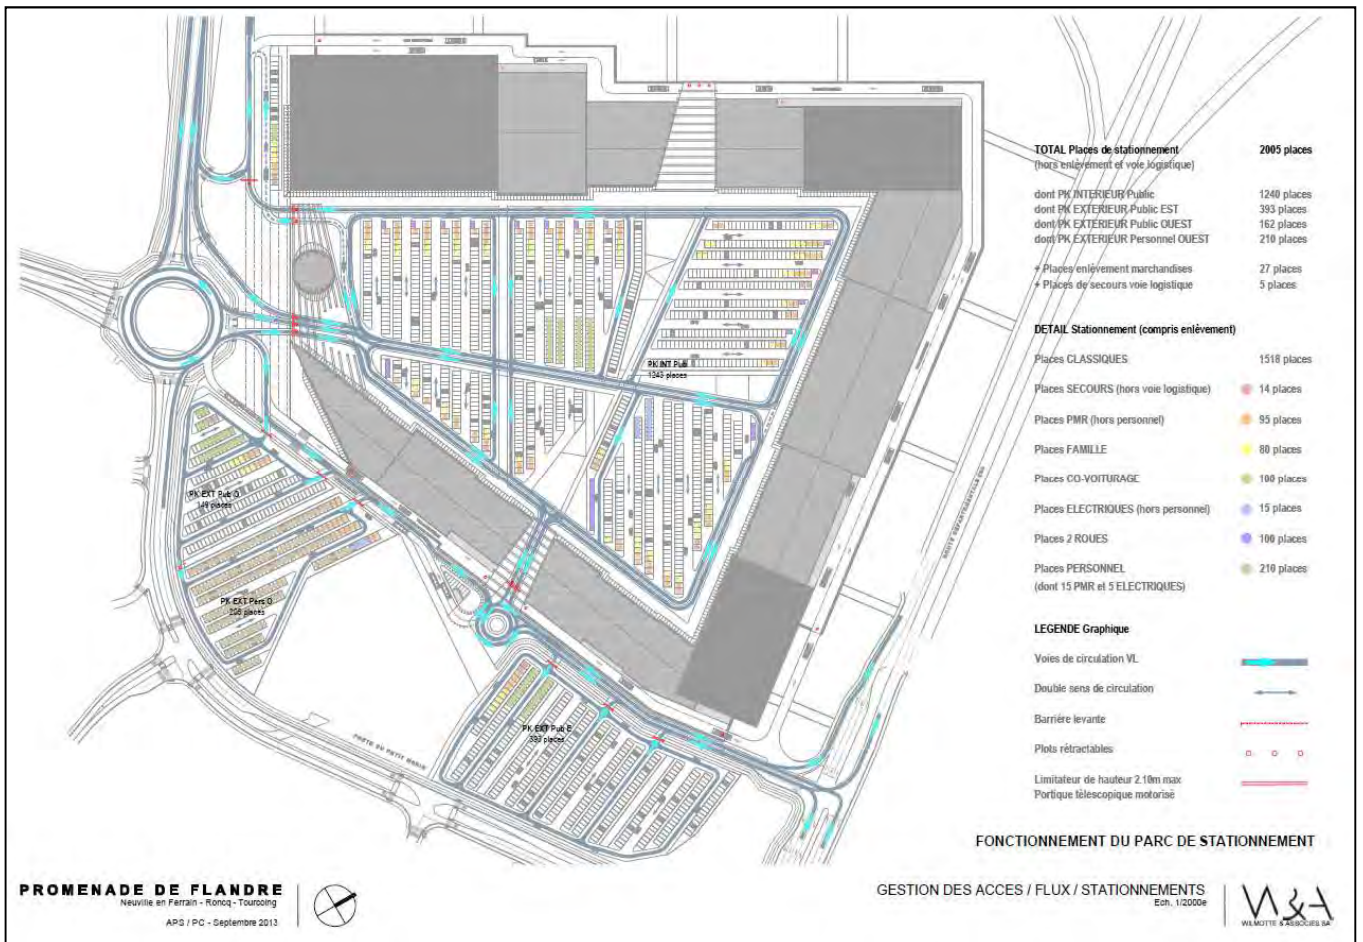 TOTAL Places de stationnement 2005 places
(hors enlèvement et voie logistique)
dont PK INTERIEUR Public 1240 places
dont PK EXTERIEUR Public EST 393 places
dont PK EXTERIEUR Public OUEST 162 places
dont PK EXTERIEUR Personnel OUEST 210 places
+ Places enlèvement marchandises 27 places
+ Places de secours voie logistique 5 places
DETAIL Stationnement (compris enlèvement)
Places CLASSIQUES 1518 places
Places SECOURS (hors voie logistique) 14 places
Places PMR (hors personnel) 95 places
Places FAMILLE 80 places
Places CO-VOITURAGE 100 places
Places ELECTRIQUES (hors personnel) 15 places
Places 2 ROUES 100 places
Places PERSONNEL 210 places
(dont 15 PMR et 5 ELECTRIQUES)
LEGENDE Graphique
Voies de circulation VL
Double sens de circulation
Barrière levante
Plots rétractables
Limitateur de hauteur 2.10m max
Portique télescopique motorisé
PK INT Pub
1243 places
PK EXT Pub O
149 places
PK EXT Pers O
PK EXT Pub E
393 places
ROUTE DEPARTEMENTALE
FONCTIONNEMENT DU PARC DE STATIONNEMENT
PROMENADE DE FLANDRE
Neuville en Ferrain - Roncq - Tourcoing
APS / PC - Septembre 2013
GESTION DES ACCES / FLUX / STATIONNEMENTS
Ech. 1/2000e
W&A
WILMOTTE & ASSOCIES SA